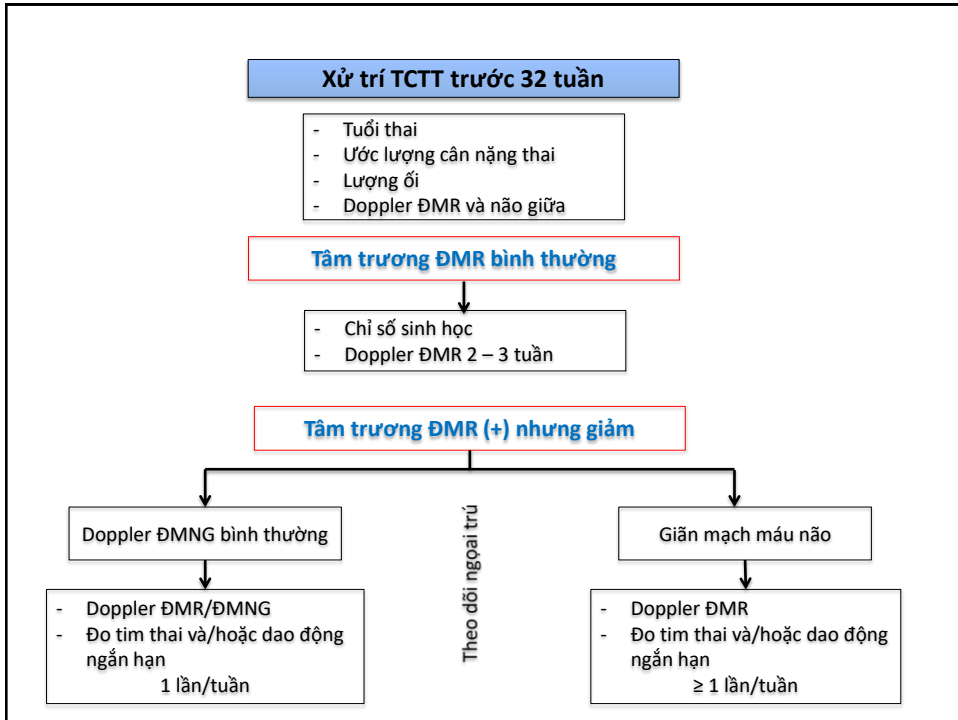 Xử trí TCTT trước 32 tuần
- Tuổi thai
- Ước lượng cân nặng thai
- Lượng ối
- Doppler ĐMR và não giữa
Tâm trương ĐMR bình thường
- Chỉ số sinh học
- Doppler ĐMR 2 – 3 tuần
Tâm trương ĐMR (+) nhưng giảm
Doppler ĐMNG bình thường
- Doppler ĐMR/ĐMNG
- Đo tim thai và/hoặc dao động
ngắn hạn
1 lần/tuần
Theo dõi ngoại trú
Giãn mạch máu não
- Doppler ĐMR
- Đo tim thai và/hoặc dao động
ngắn hạn
≥ 1 lần/tuần